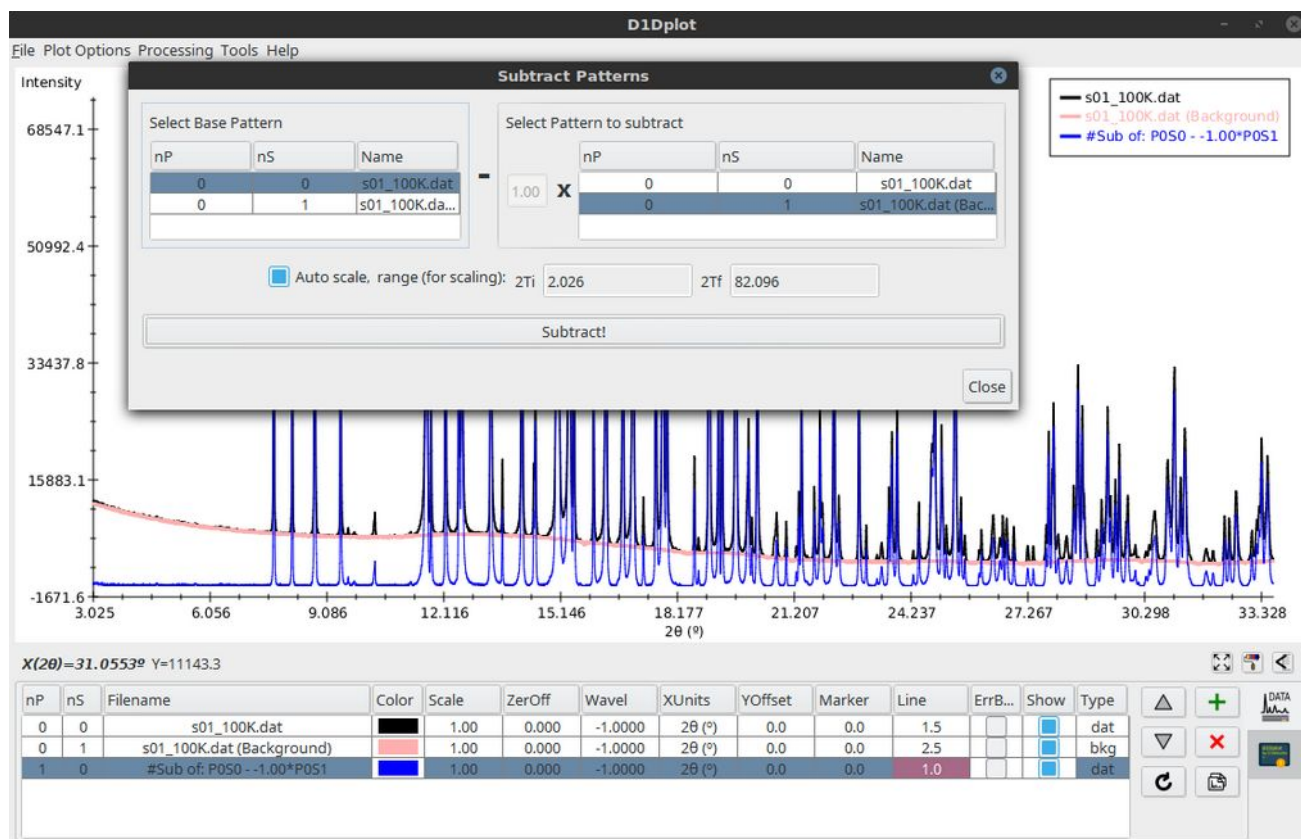 D1Dplot
File Plot Options Processing Tools Help
Subtract Patterns
Intensity
68547.1
50992.4
33437.8
15883.1
-1671.6
Select Base Pattern
nP nS Name
0 0 s01_100K.dat
0 1 s01_100K.da...
-
Select Pattern to subtract
1.00 X
nP nS Name
0 0 s01_100K.dat
0 1 s01_100K.dat (Bac...
Auto scale, range (for scaling): 2Ti 2.026 2Tf 82.096
Subtract!
Close
s01_100K.dat
s01_100K.dat (Background)
#Sub of: P0S0 - -1.00*P0S1
3.025 6.056 9.086 12.116 15.146 18.177 21.207 24.237 27.267 30.298 33.328
2θ (º)
X(2θ)=31.0553º Y=11143.3
nP nS Filename Color Scale ZerOff Wavel XUnits YOffset Marker Line ErrB... Show Type
0 0 s01_100K.dat 1.00 0.000 -1.0000 2θ (º) 0.0 0.0 1.5 dat
0 1 s01_100K.dat (Background) 1.00 0.000 -1.0000 2θ (º) 0.0 0.0 2.5 bkg
1 0 #Sub of: P0S0 - -1.00*P0S1 1.00 0.000 -1.0000 2θ (º) 0.0 0.0 1.0 dat
DATA